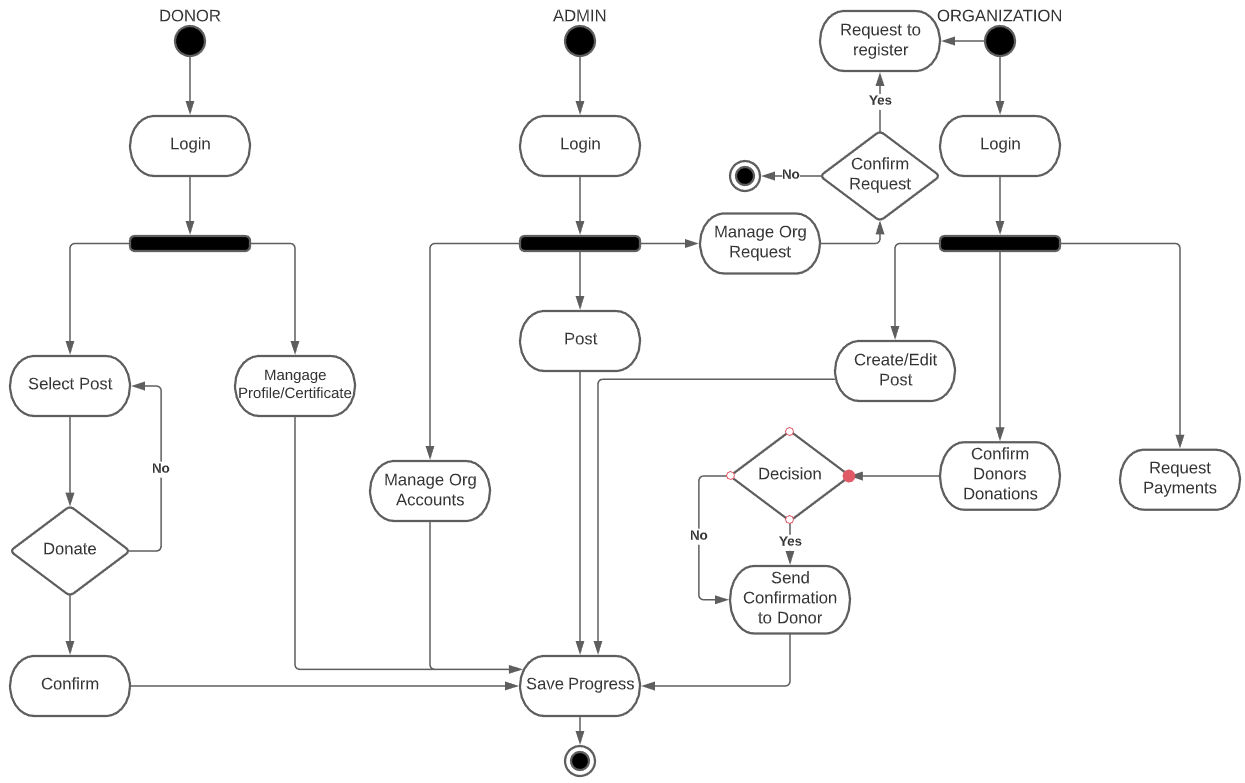 DONOR
ADMIN
ORGANIZATION
Request to
register
Yes
Login
Login
Login
Confirm
Request
No
Manage Org
Request
Post
Create/Edit
Post
Select Post
Mangage
Profile/Certificate
No
Manage Org
Accounts
Decision
Confirm
Donors
Donations
Request
Payments
No
Yes
Donate
Send
Confirmation
to Donor
Confirm
Save Progress